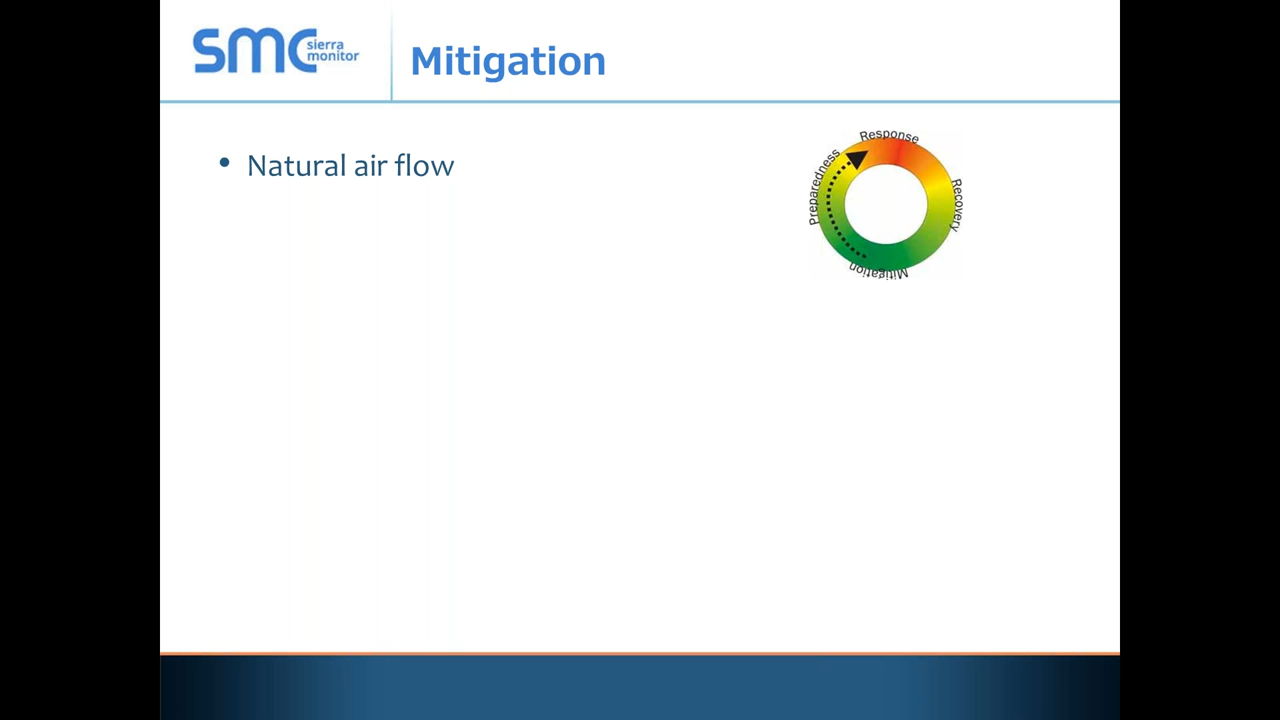 SMC sierra monitor
Mitigation
• Natural air flow
Response
Preparedness
Recovery
Mitigation